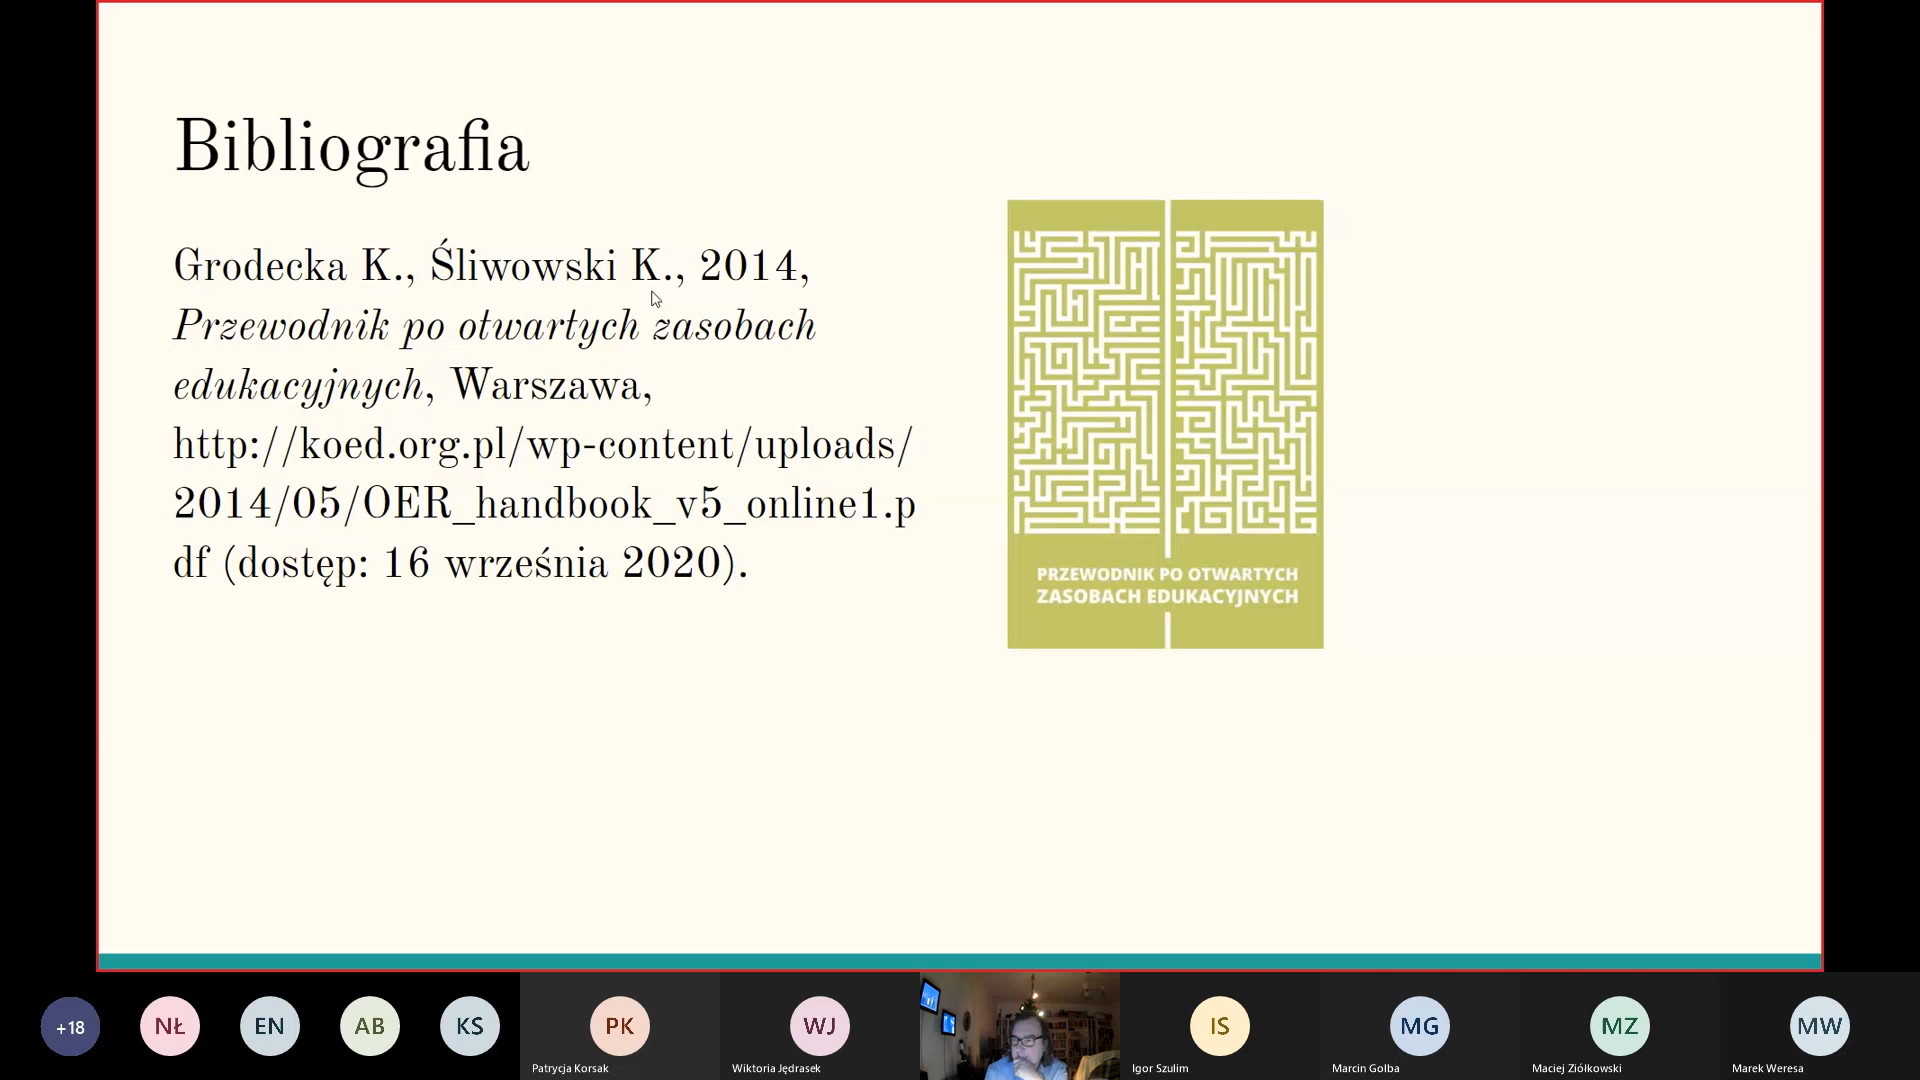 Bibliografia
Grodecka K., Śliwowski K., 2014,
Przewodnik po otwartych zasobach
edukacyjnych, Warszawa,
http://koed.org.pl/wp-content/uploads/
2014/05/OER_handbook_v5_online1.p
df (dostęp: 16 września 2020).
PRZEWODNIK PO OTWARTYCH
ZASOBACH EDUKACYJNYCH
+18
NŁ
EN
AB
KS
PK
Patrycja Korsak
WJ
Wiktoria Jędrasek
IS
Igor Szulim
MG
Marcin Golba
MZ
Maciej Ziółkowski
MW
Marek Weresa